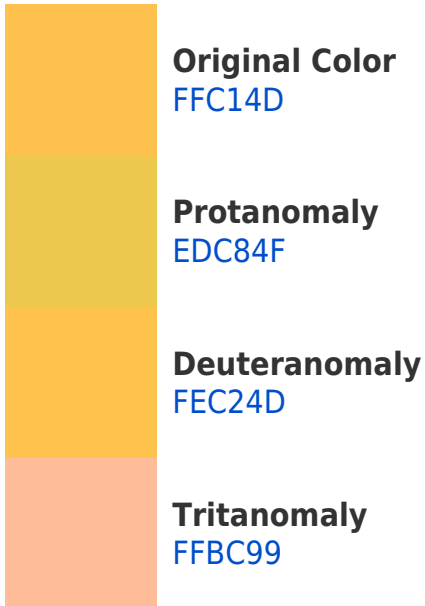 Original Color
FFC14D
Protanomaly
EDC84F
Deuteranomaly
FEC24D
Tritanomaly
FFBC99